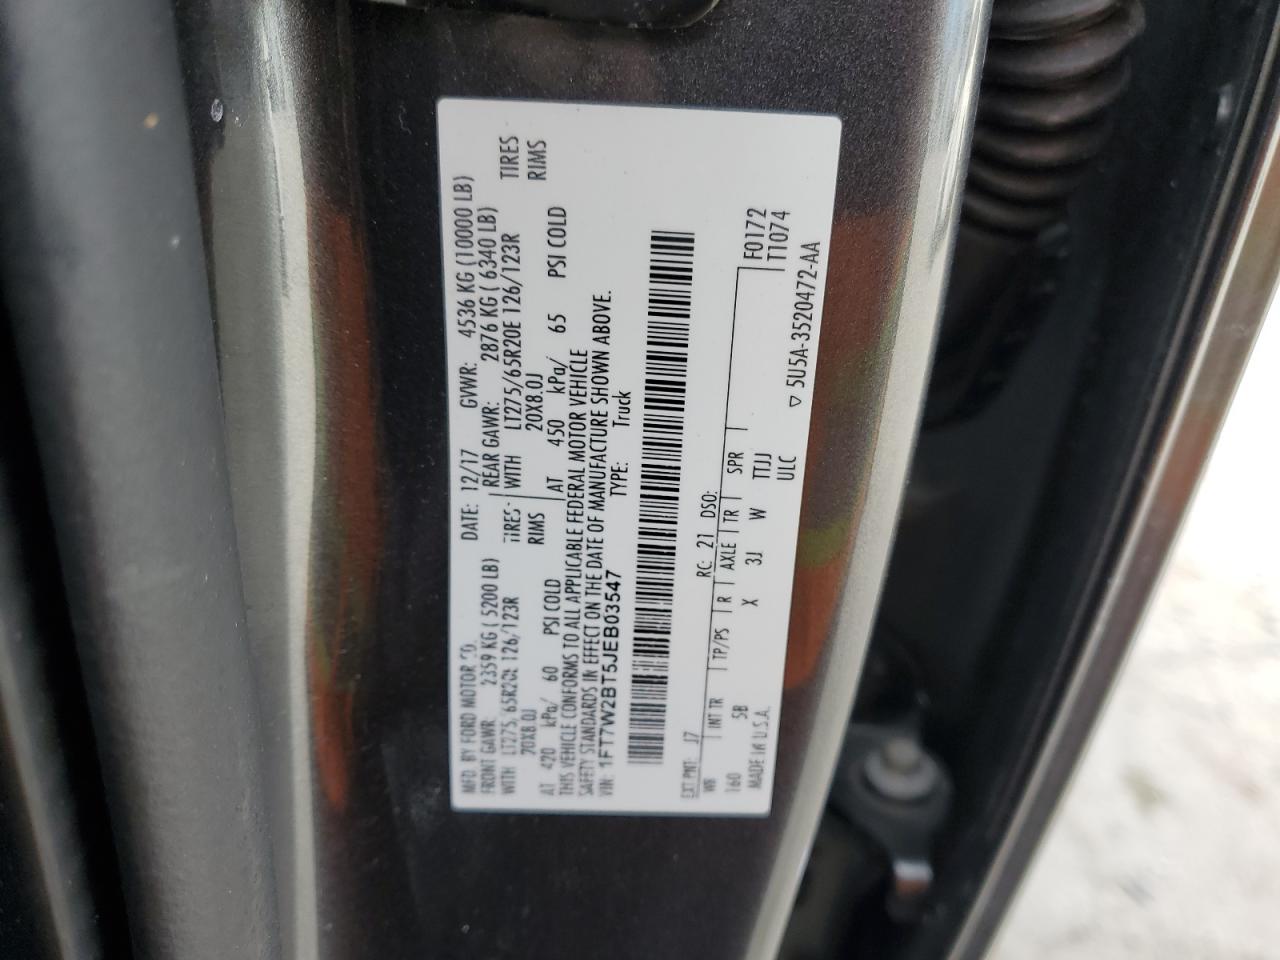 MFD. BY FORD MOTOR CO.
DATE: 12/17 GVWR: 4536 KG (10000 LB)
FRONT GAWR: 2359 KG ( 5200 LB) REAR GAWR: 2876 KG ( 6340 LB)
WITH LT275/65R20E 126/123R TIRES WITH LT275/65R20E 126/123R TIRES
20X8.0J RIMS 20X8.0J RIMS
AT 420 kPa/ 60 PSI COLD AT 450 kPa/ 65 PSI COLD
THIS VEHICLE CONFORMS TO ALL APPLICABLE FEDERAL MOTOR VEHICLE
SAFETY STANDARDS IN EFFECT ON THE DATE OF MANUFACTURE SHOWN ABOVE.
VIN: 1FT7W2BT5JEB03547 TYPE: Truck
F0172
T1074
EXT PNT: J7 RC: 21 DSO:
WB INT TR TP/PS R AXLE TR SPR
160 5B X 3J W TTJJ
MADE IN U.S.A. ULC
▽ 5U5A-3520472-AA